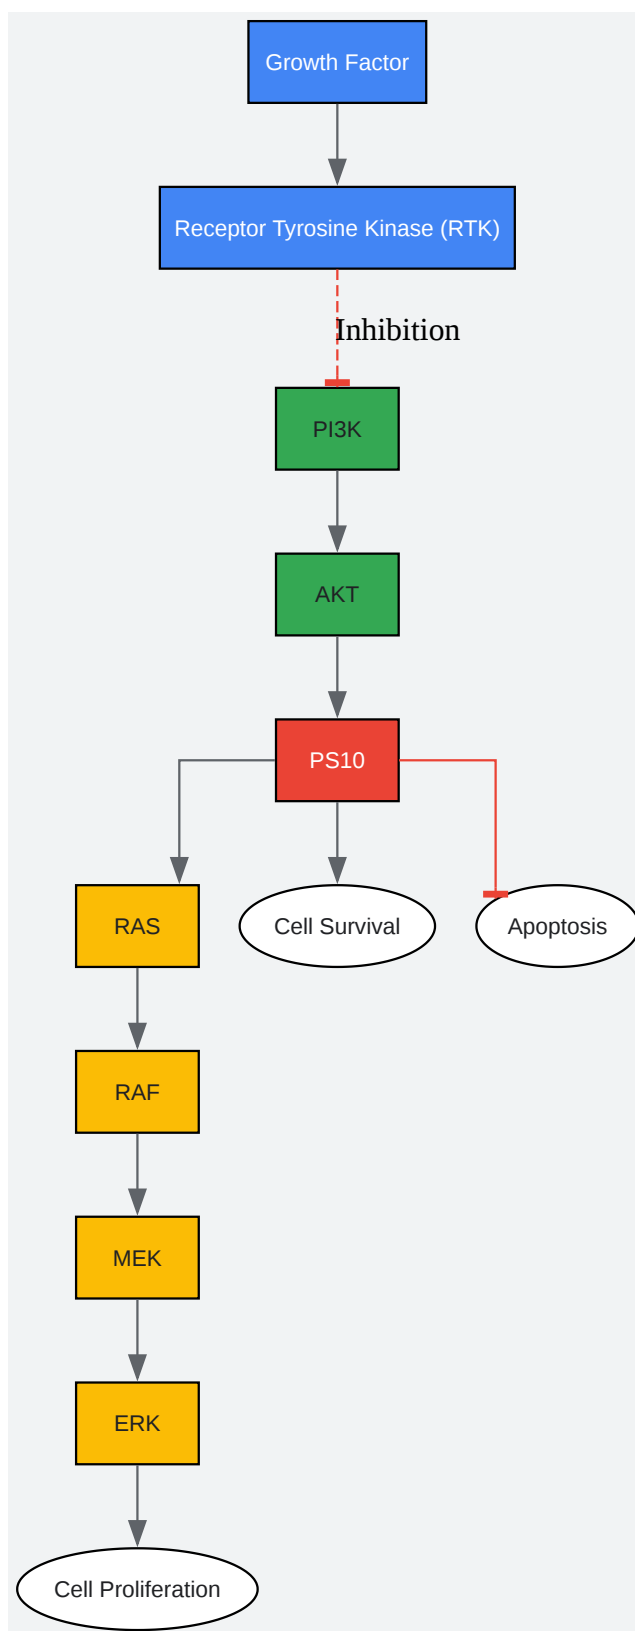 Growth Factor
Receptor Tyrosine Kinase (RTK)
Inhibition
PI3K
AKT
PS10
RAS
Cell Survival
Apoptosis
RAF
MEK
ERK
Cell Proliferation